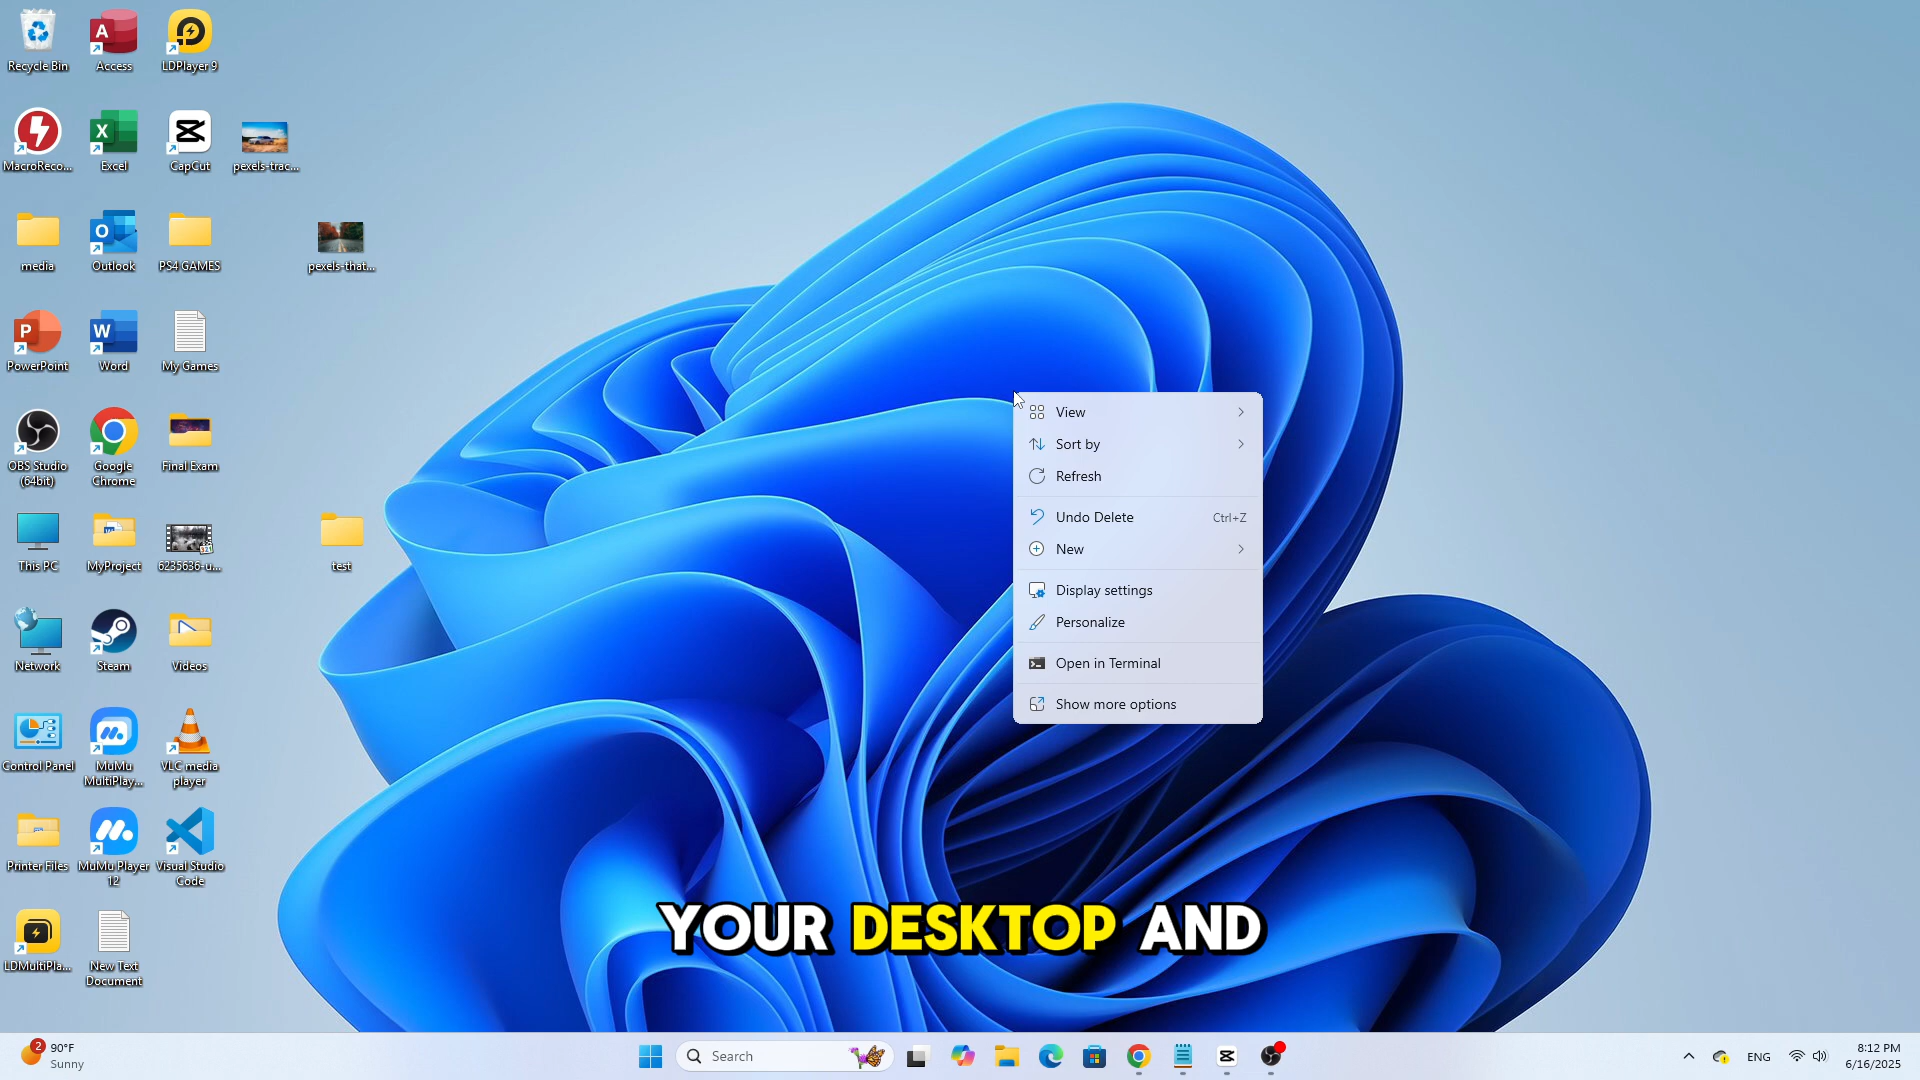 Recycle Bin
Access
LDPlayer 9
MacroReco...
Excel
CapCut
pexels-trac...
media
Outlook
PS4 GAMES
pexels-that...
PowerPoint
Word
My Games
OBS Studio
(64bit)
Google
Chrome
Final Exam
This PC
MyProject
6235636-u...
test
Network
Steam
Videos
Control Panel
MuMu
MultiPlay...
VLC media
player
Printer Files
MuMu Player
12
Visual Studio
Code
LDMultiPla...
New Text
Document
View
Sort by
Refresh
Undo Delete Ctrl+Z
New
Display settings
Personalize
Open in Terminal
Show more options
YOUR DESKTOP AND
2
90°F
Sunny
Search
ENG
8:12 PM
6/16/2025